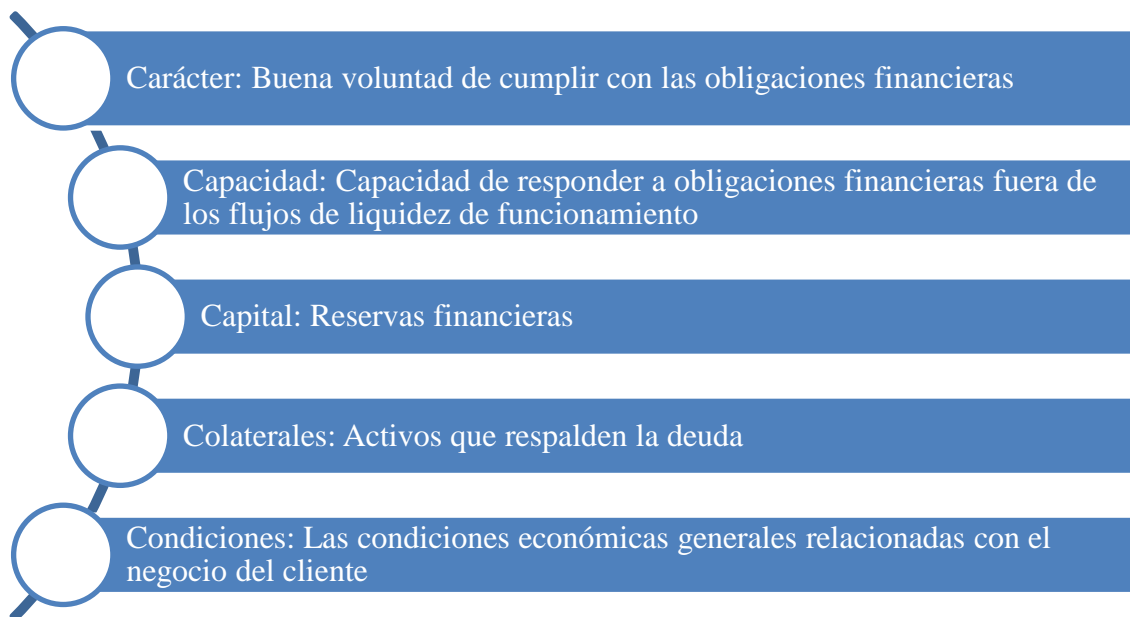 Carácter: Buena voluntad de cumplir con las obligaciones financieras
Capacidad: Capacidad de responder a obligaciones financieras fuera de
los flujos de liquidez de funcionamiento
Capital: Reservas financieras
Colaterales: Activos que respalden la deuda
Condiciones: Las condiciones económicas generales relacionadas con el
negocio del cliente